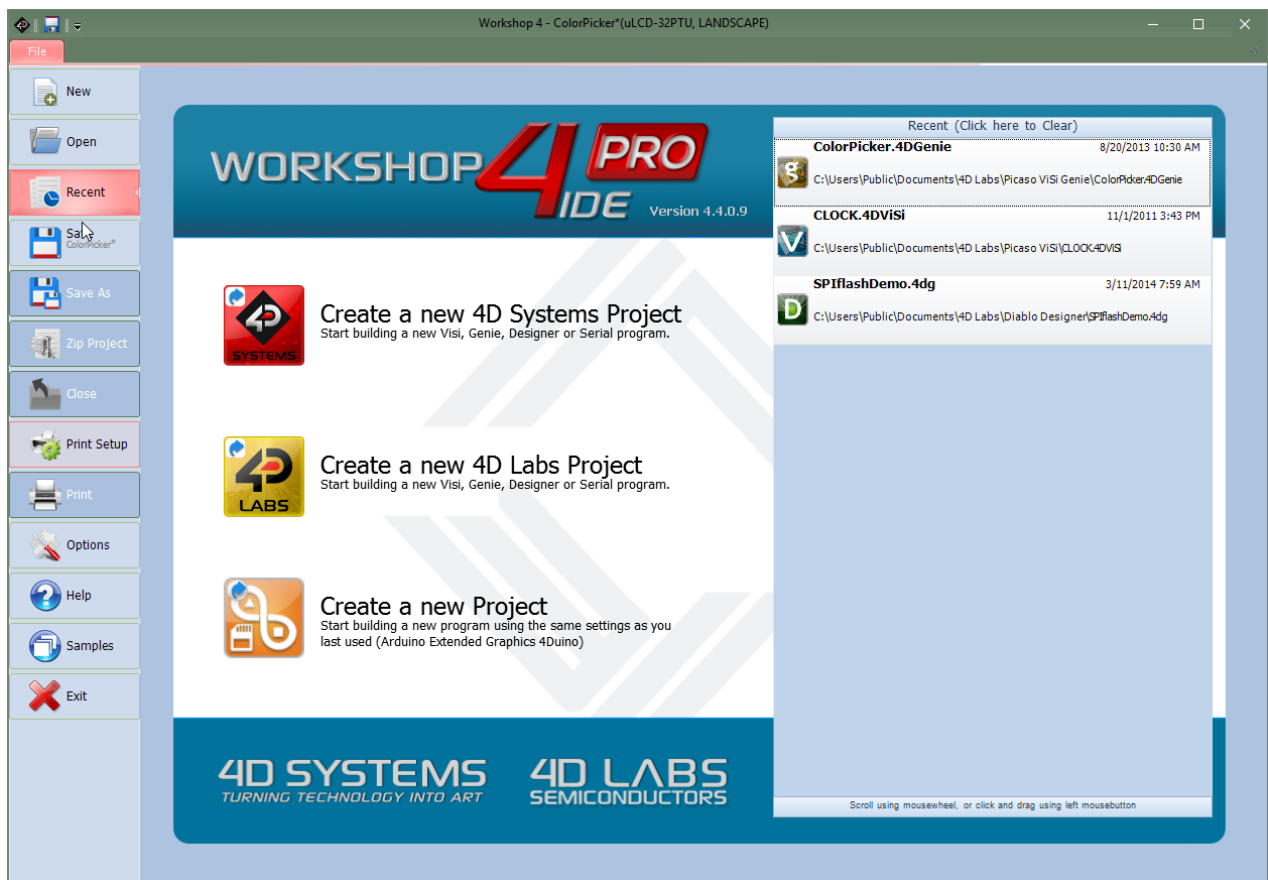 Workshop 4 - ColorPicker*(uLCD-32PTU, LANDSCAPE)
File
New
Open
Recent
ColorPicker*
Save As
Zip Project
Close
Print Setup
Print
Options
Help
Samples
Exit
WORKSHOP 4 PRO
IDE Version 4.4.0.9
Create a new 4D Systems Project
Start building a new Visi, Genie, Designer or Serial program.
SYSTEMS
Create a new 4D Labs Project
Start building a new Visi, Genie, Designer or Serial program.
LABS
Create a new Project
Start building a new program using the same settings as you
last used (Arduino Extended Graphics 4Duino)
4D SYSTEMS
TURNING TECHNOLOGY INTO ART
4D LABS
SEMICONDUCTORS
Recent (Click here to Clear)
ColorPicker.4DGenie 8/20/2013 10:30 AM
C:\Users\Public\Documents\4D Labs\Picaso ViSi Genie\ColorPicker.4DGenie
CLOCK.4DViSi 11/1/2011 3:43 PM
C:\Users\Public\Documents\4D Labs\Picaso ViSi\CLOCK.4DViSi
SPIflashDemo.4dg 3/11/2014 7:59 AM
C:\Users\Public\Documents\4D Labs\Diablo Designer\SPIflashDemo.4dg
Scroll using mousewheel, or click and drag using left mousebutton